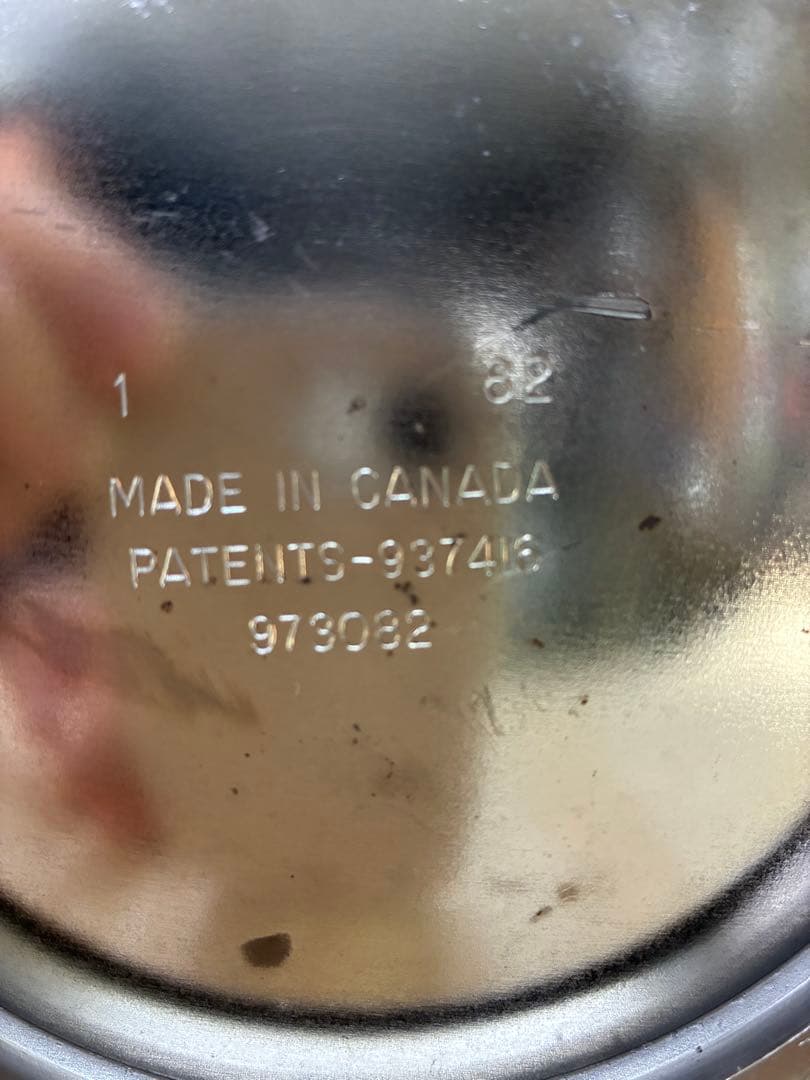 1 82
MADE IN CANADA
PATENTS-937416
973082